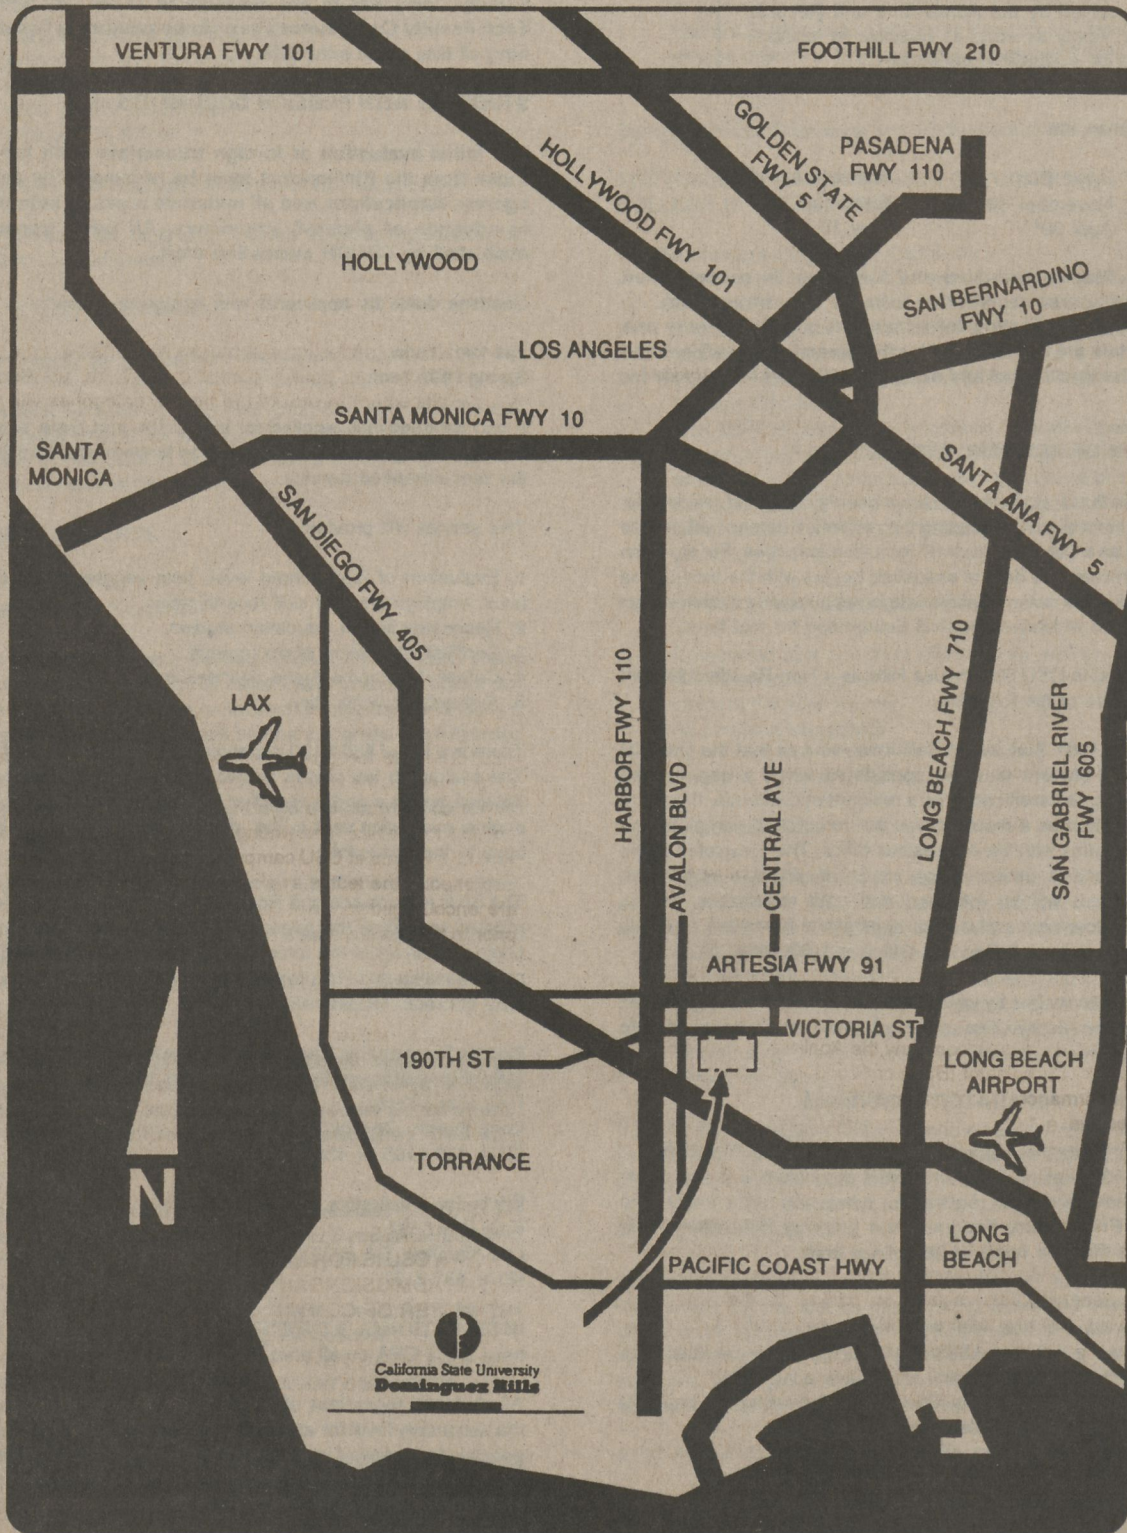 VENTURA FWY 101
FOOTHILL FWY 210
GOLDEN STATE
FWY 5
PASADENA
FWY 110
HOLLYWOOD FWY 101
HOLLYWOOD
SAN BERNARDINO
FWY 10
LOS ANGELES
SANTA MONICA FWY 10
SANTA
MONICA
SANTA ANA FWY 5
SAN DIEGO FWY 405
LAX
HARBOR FWY 110
AVALON BLVD
CENTRAL AVE
LONG BEACH FWY 710
SAN GABRIEL RIVER
FWY 605
ARTESIA FWY 91
VICTORIA ST
190TH ST
LONG BEACH
AIRPORT
TORRANCE
N
LONG
BEACH
PACIFIC COAST HWY
California State University
Dominguez Hills